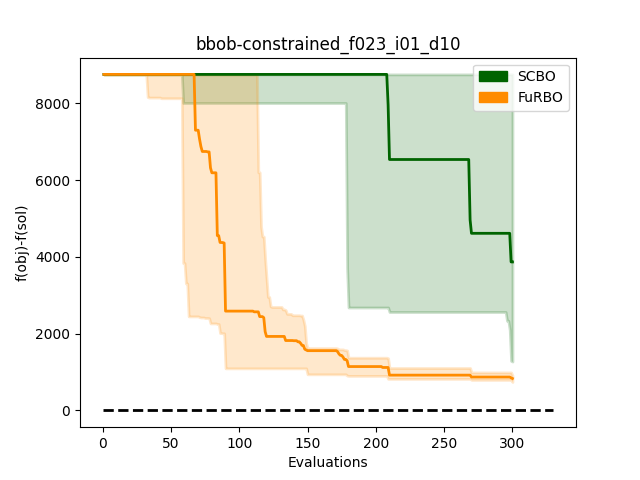 bbob-constrained_f023_i01_d10
SCBO
FuRBO
f(obj)-f(sol)
8000
6000
4000
2000
0
0 50 100 150 200 250 300
Evaluations